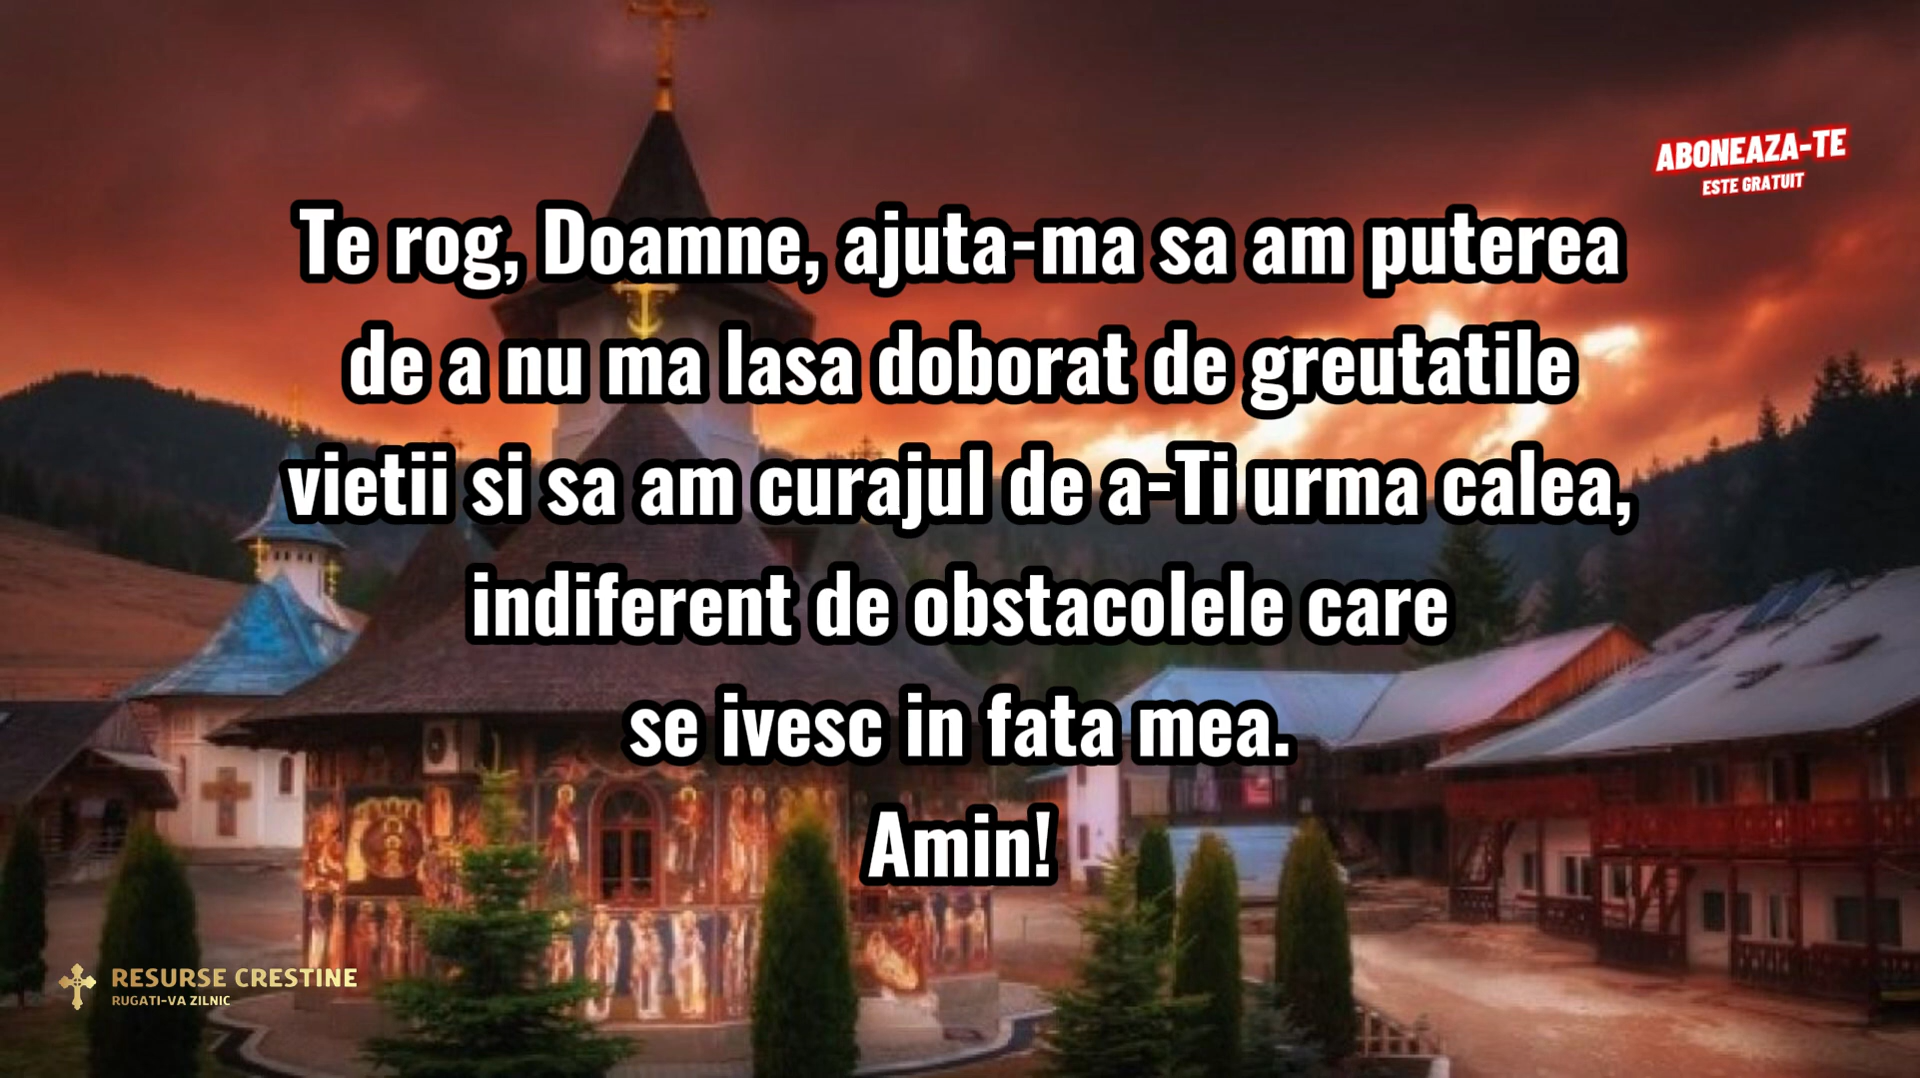 ABONEAZA-TE
ESTE GRATUIT
Te rog, Doamne, ajuta-ma sa am puterea
de a nu ma lasa doborat de greutatile
vietii si sa am curajul de a-Ti urma calea,
indiferent de obstacolele care
se ivesc in fata mea.
Amin!
RESURSE CRESTINE
RUGATI-VA ZILNIC